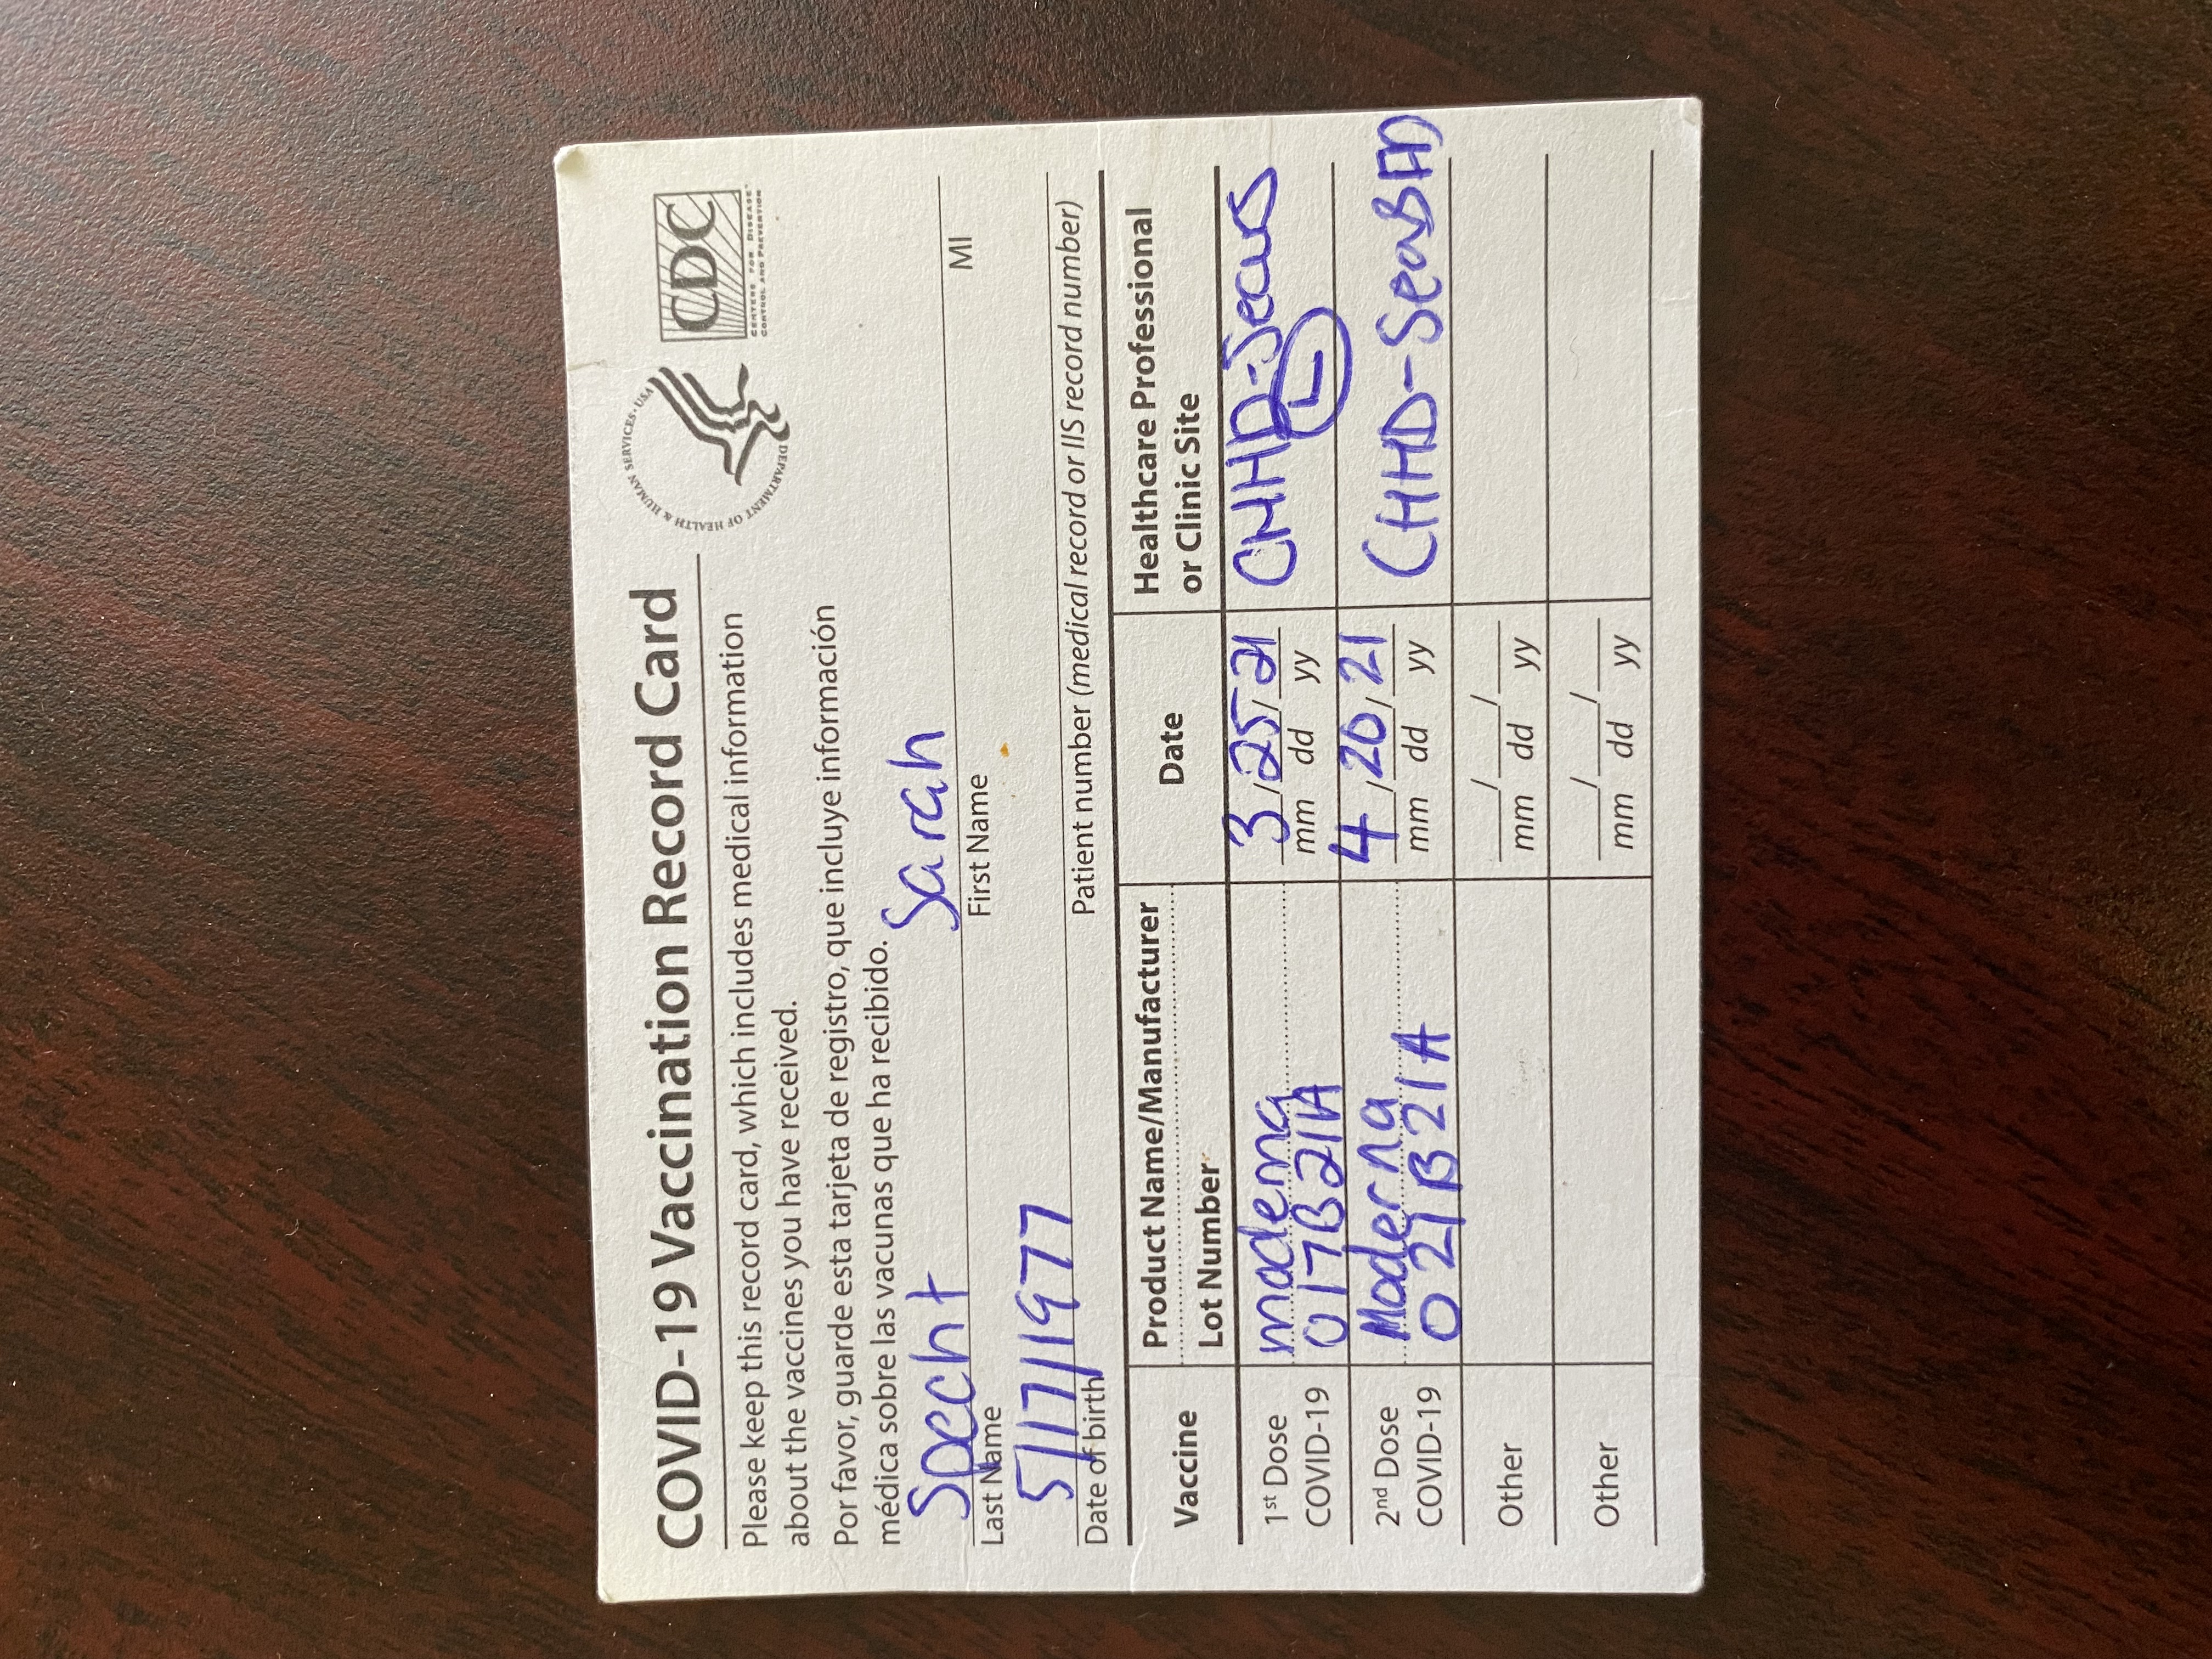 COVID-19 Vaccination Record Card
Please keep this record card, which includes medical information
about the vaccines you have received.
Por favor, guarde esta tarjeta de registro, que incluye información
médica sobre las vacunas que ha recibido.
DEPARTMENT OF HEALTH & HUMAN SERVICES • USA
CDC
CENTERS FOR DISEASE
CONTROL AND PREVENTION
Specht Sarah
Last Name First Name MI
5/17/1977
Date of birth Patient number (medical record or IIS record number)
Vaccine Product Name/Manufacturer Date Healthcare Professional
Lot Number or Clinic Site
1st Dose moderna 3/25/21 CHHD-Sears
COVID-19 017B21A mm dd yy L
2nd Dose Moderna 4/20/21 CHHD-
COVID-19 021B21A mm dd yy
Other / /
mm dd yy
Other / /
mm dd yy